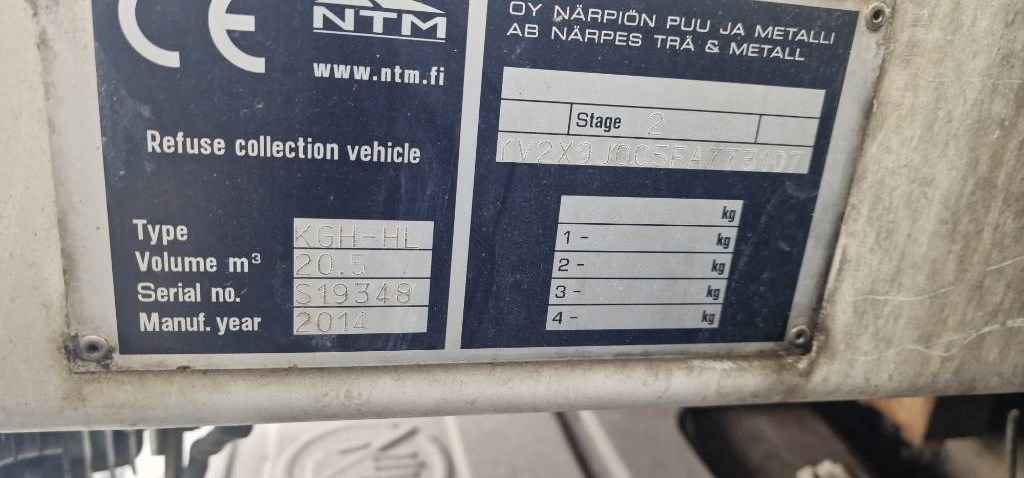 CE
NTM
www.ntm.fi
Refuse collection vehicle
Type KGH-HL
Volume m³ 20.5
Serial no. S19348
Manuf. year 2014
OY NÄRPIÖN PUU JA METALLI
AB NÄRPES TRÄ & METALL
Stage 2
kg
1 - kg
2 - kg
3 - kg
4 - kg